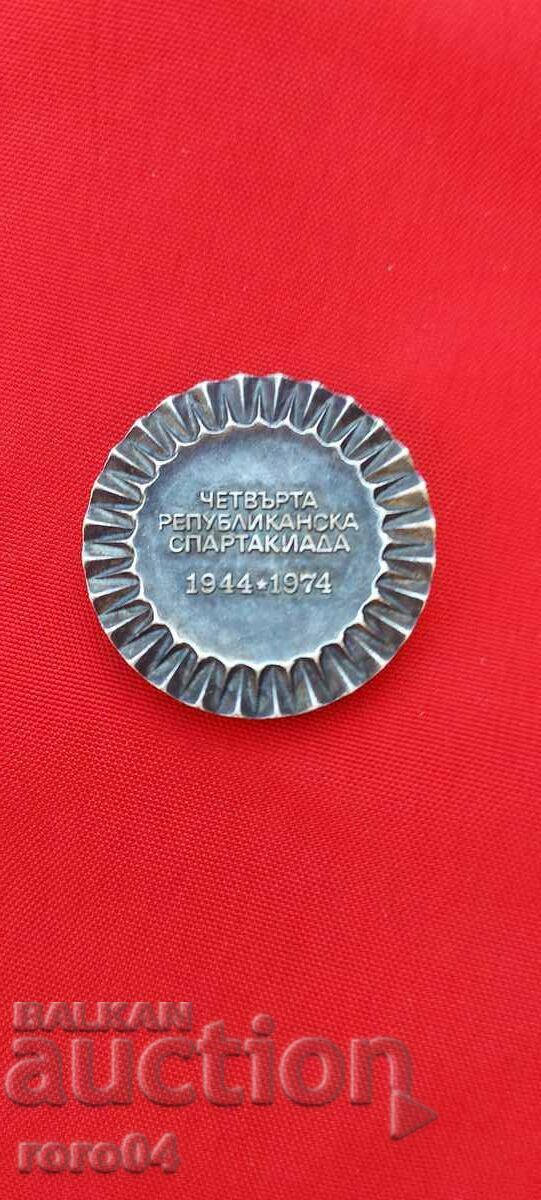 ЧЕТВЪРТА
РЕПУБЛИКАНСКА
СПАРТАКИАДА
1944★1974
BALKAN
auction
roro04